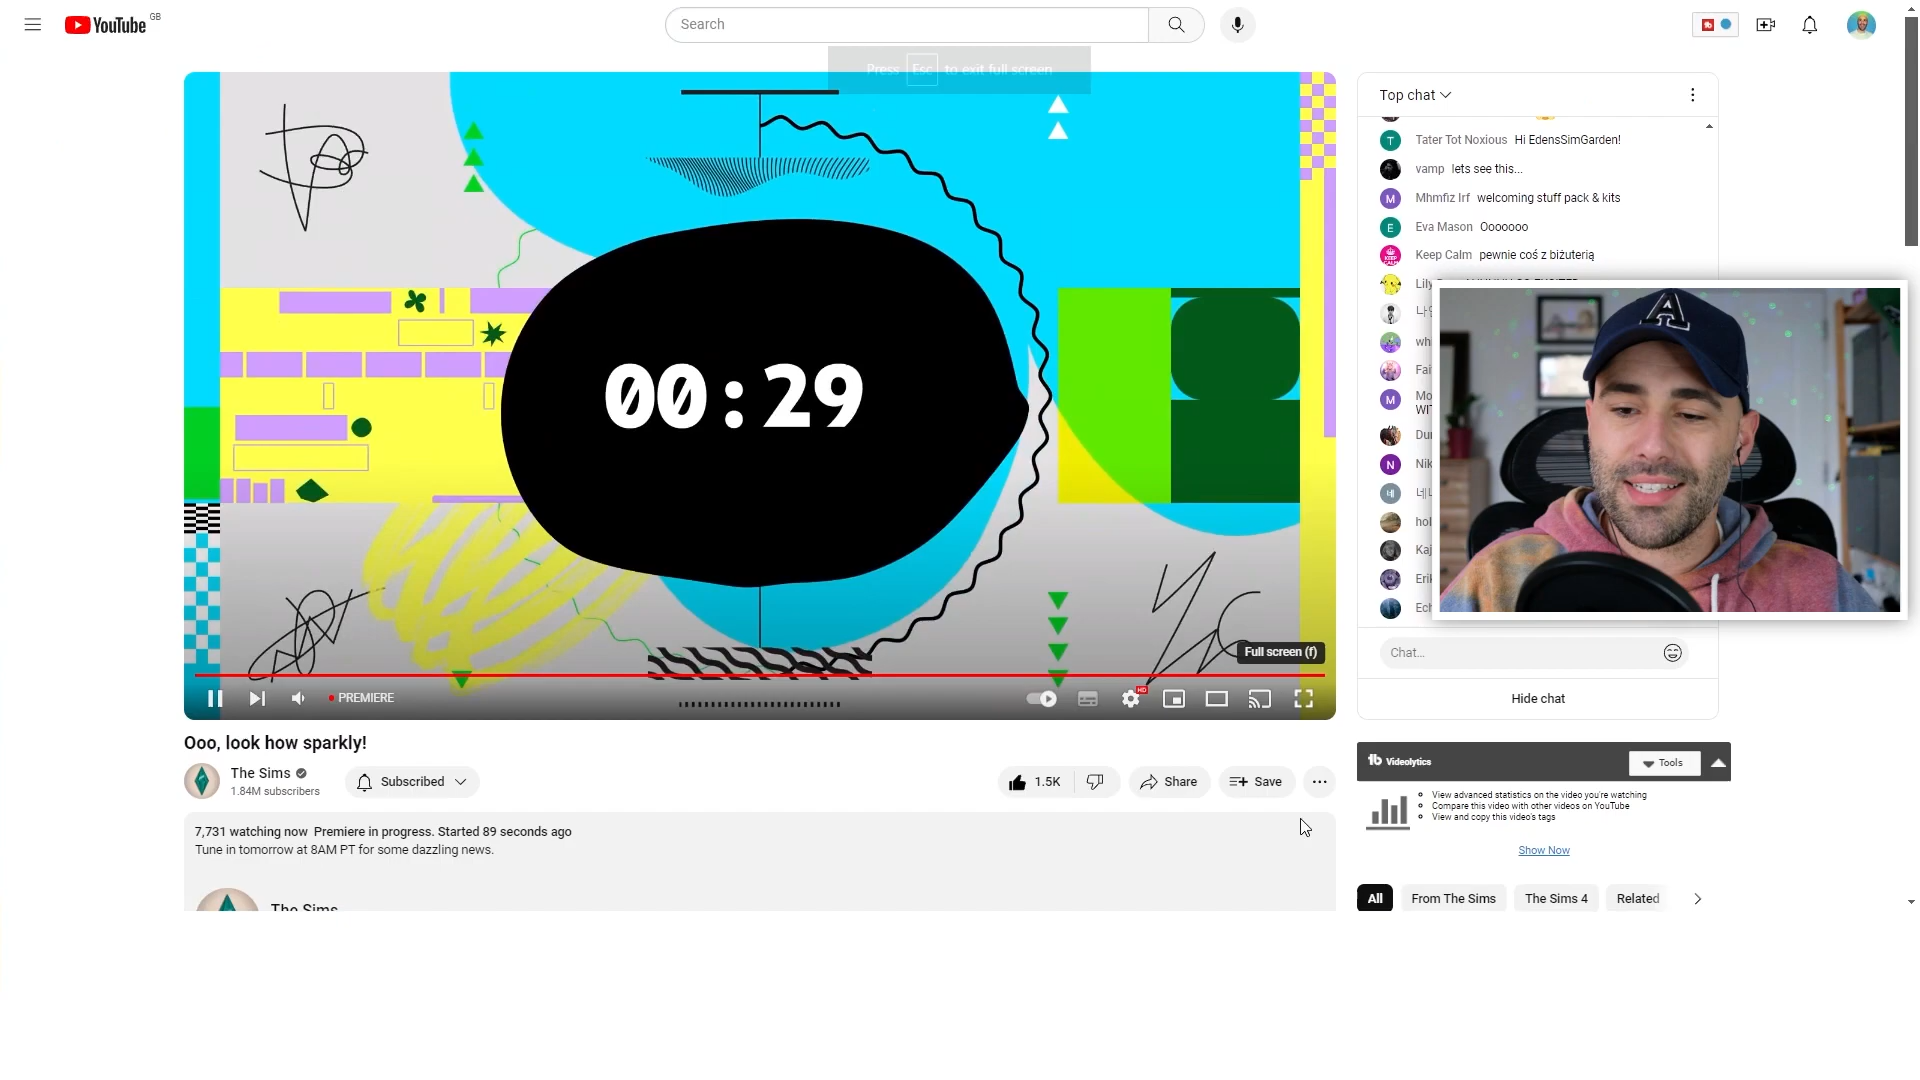 YouTube GB
Search
Press Esc to exit full screen
Top chat
Tater Tot Noxious Hi EdensSimGarden!
vamp lets see this...
Mhmfiz Irf welcoming stuff pack & kits
Eva Mason Ooooooo
Keep Calm pewnie coś z biżuterią
Lily
00:29
Full screen (f)
PREMIERE
HD
Chat...
Hide chat
Ooo, look how sparkly!
The Sims
1.84M subscribers
Subscribed
1.5K
Share
Save
7,731 watching now Premiere in progress. Started 89 seconds ago
Tune in tomorrow at 8AM PT for some dazzling news.
The Sims
tb Videolytics
Tools
View advanced statistics on the video you're watching
Compare this video with other videos on YouTube
View and copy this video's tags
Show Now
All
From The Sims
The Sims 4
Related